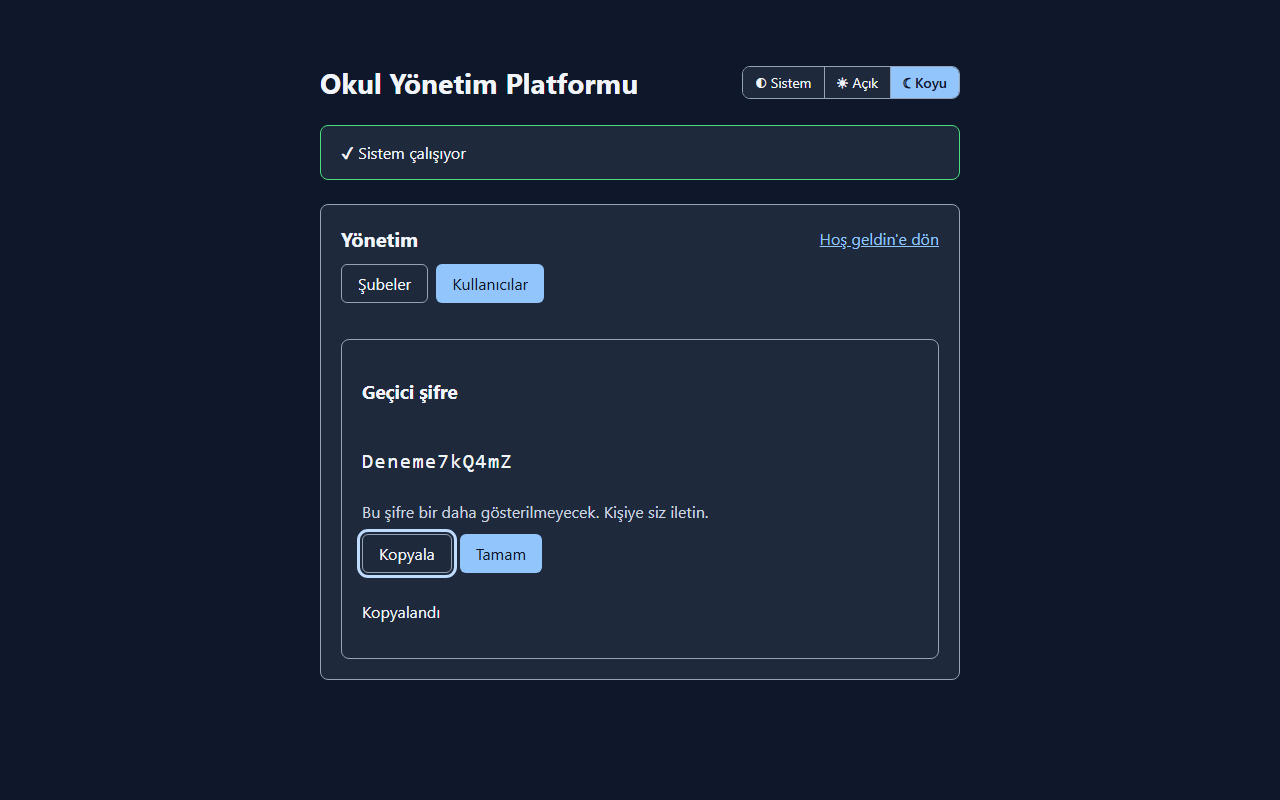 Okul Yönetim Platformu
◐ Sistem ☀ Açık ☾ Koyu
✔ Sistem çalışıyor
Yönetim
Hoş geldin'e dön
Şubeler Kullanıcılar
Geçici şifre
Deneme7kQ4mZ
Bu şifre bir daha gösterilmeyecek. Kişiye siz iletin.
Kopyala Tamam
Kopyalandı